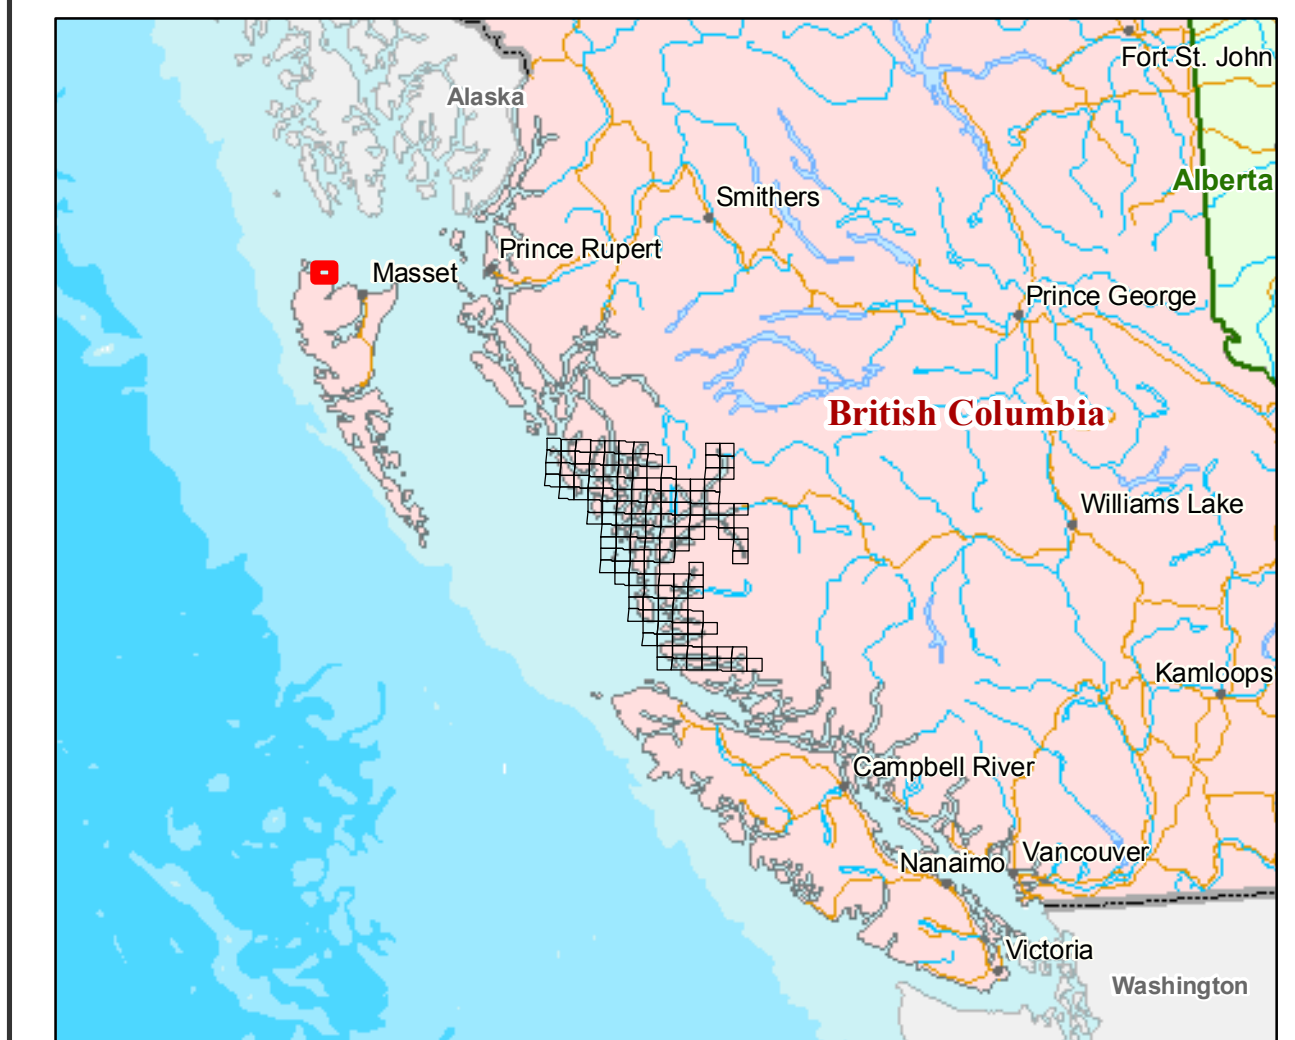 Fort St. John
Alaska
Alberta
Smithers
Prince Rupert
Masset
Prince George
British Columbia
Williams Lake
Kamloops
Campbell River
Vancouver
Nanaimo
Victoria
Washington